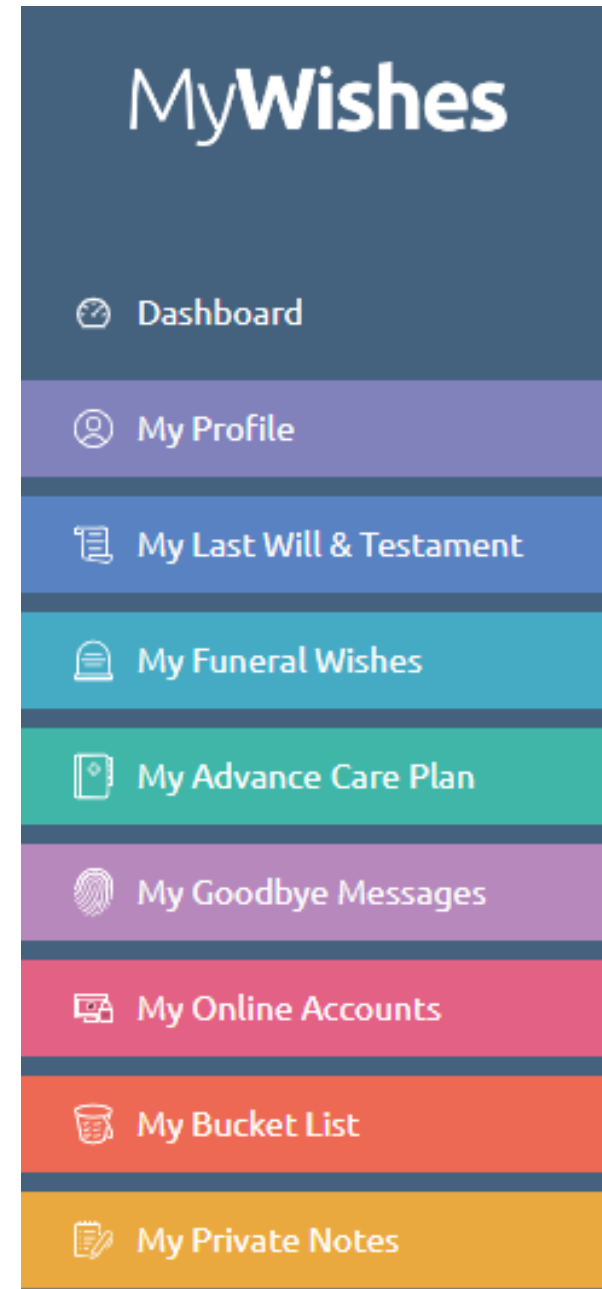 MyWishes
Dashboard
My Profile
My Last Will & Testament
My Funeral Wishes
My Advance Care Plan
My Goodbye Messages
My Online Accounts
My Bucket List
My Private Notes